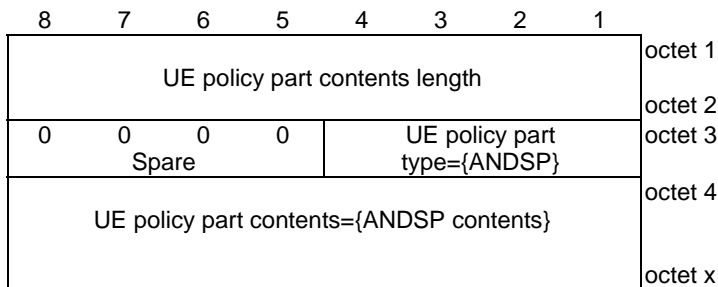 8 7 6 5 4 3 2 1
octet 1
UE policy part contents length
octet 2
0 0 0 0 UE policy part octet 3
Spare type={ANDSP}
octet 4
UE policy part contents={ANDSP contents}
octet x